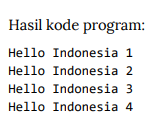 Hasil kode program:
Hello Indonesia 1
Hello Indonesia 2
Hello Indonesia 3
Hello Indonesia 4